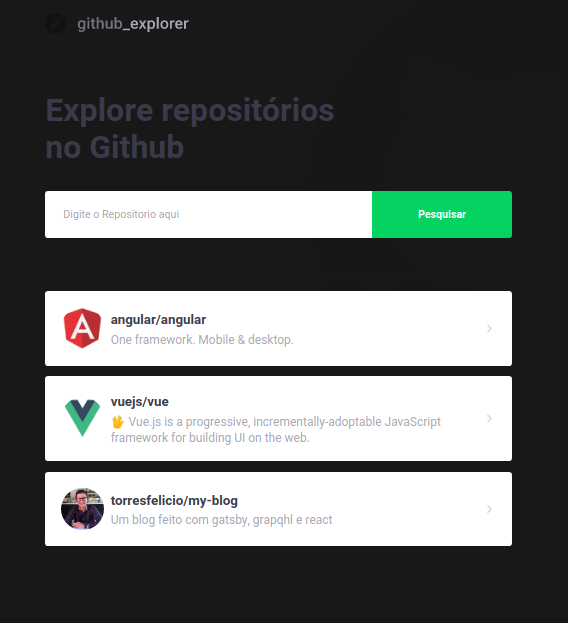 github_explorer
Explore repositórios
no Github
Digite o Repositorio aqui
Pesquisar
angular/angular
One framework. Mobile & desktop.
vuejs/vue
🖖 Vue.js is a progressive, incrementally-adoptable JavaScript
framework for building UI on the web.
torresfelicio/my-blog
Um blog feito com gatsby, grapqhl e react